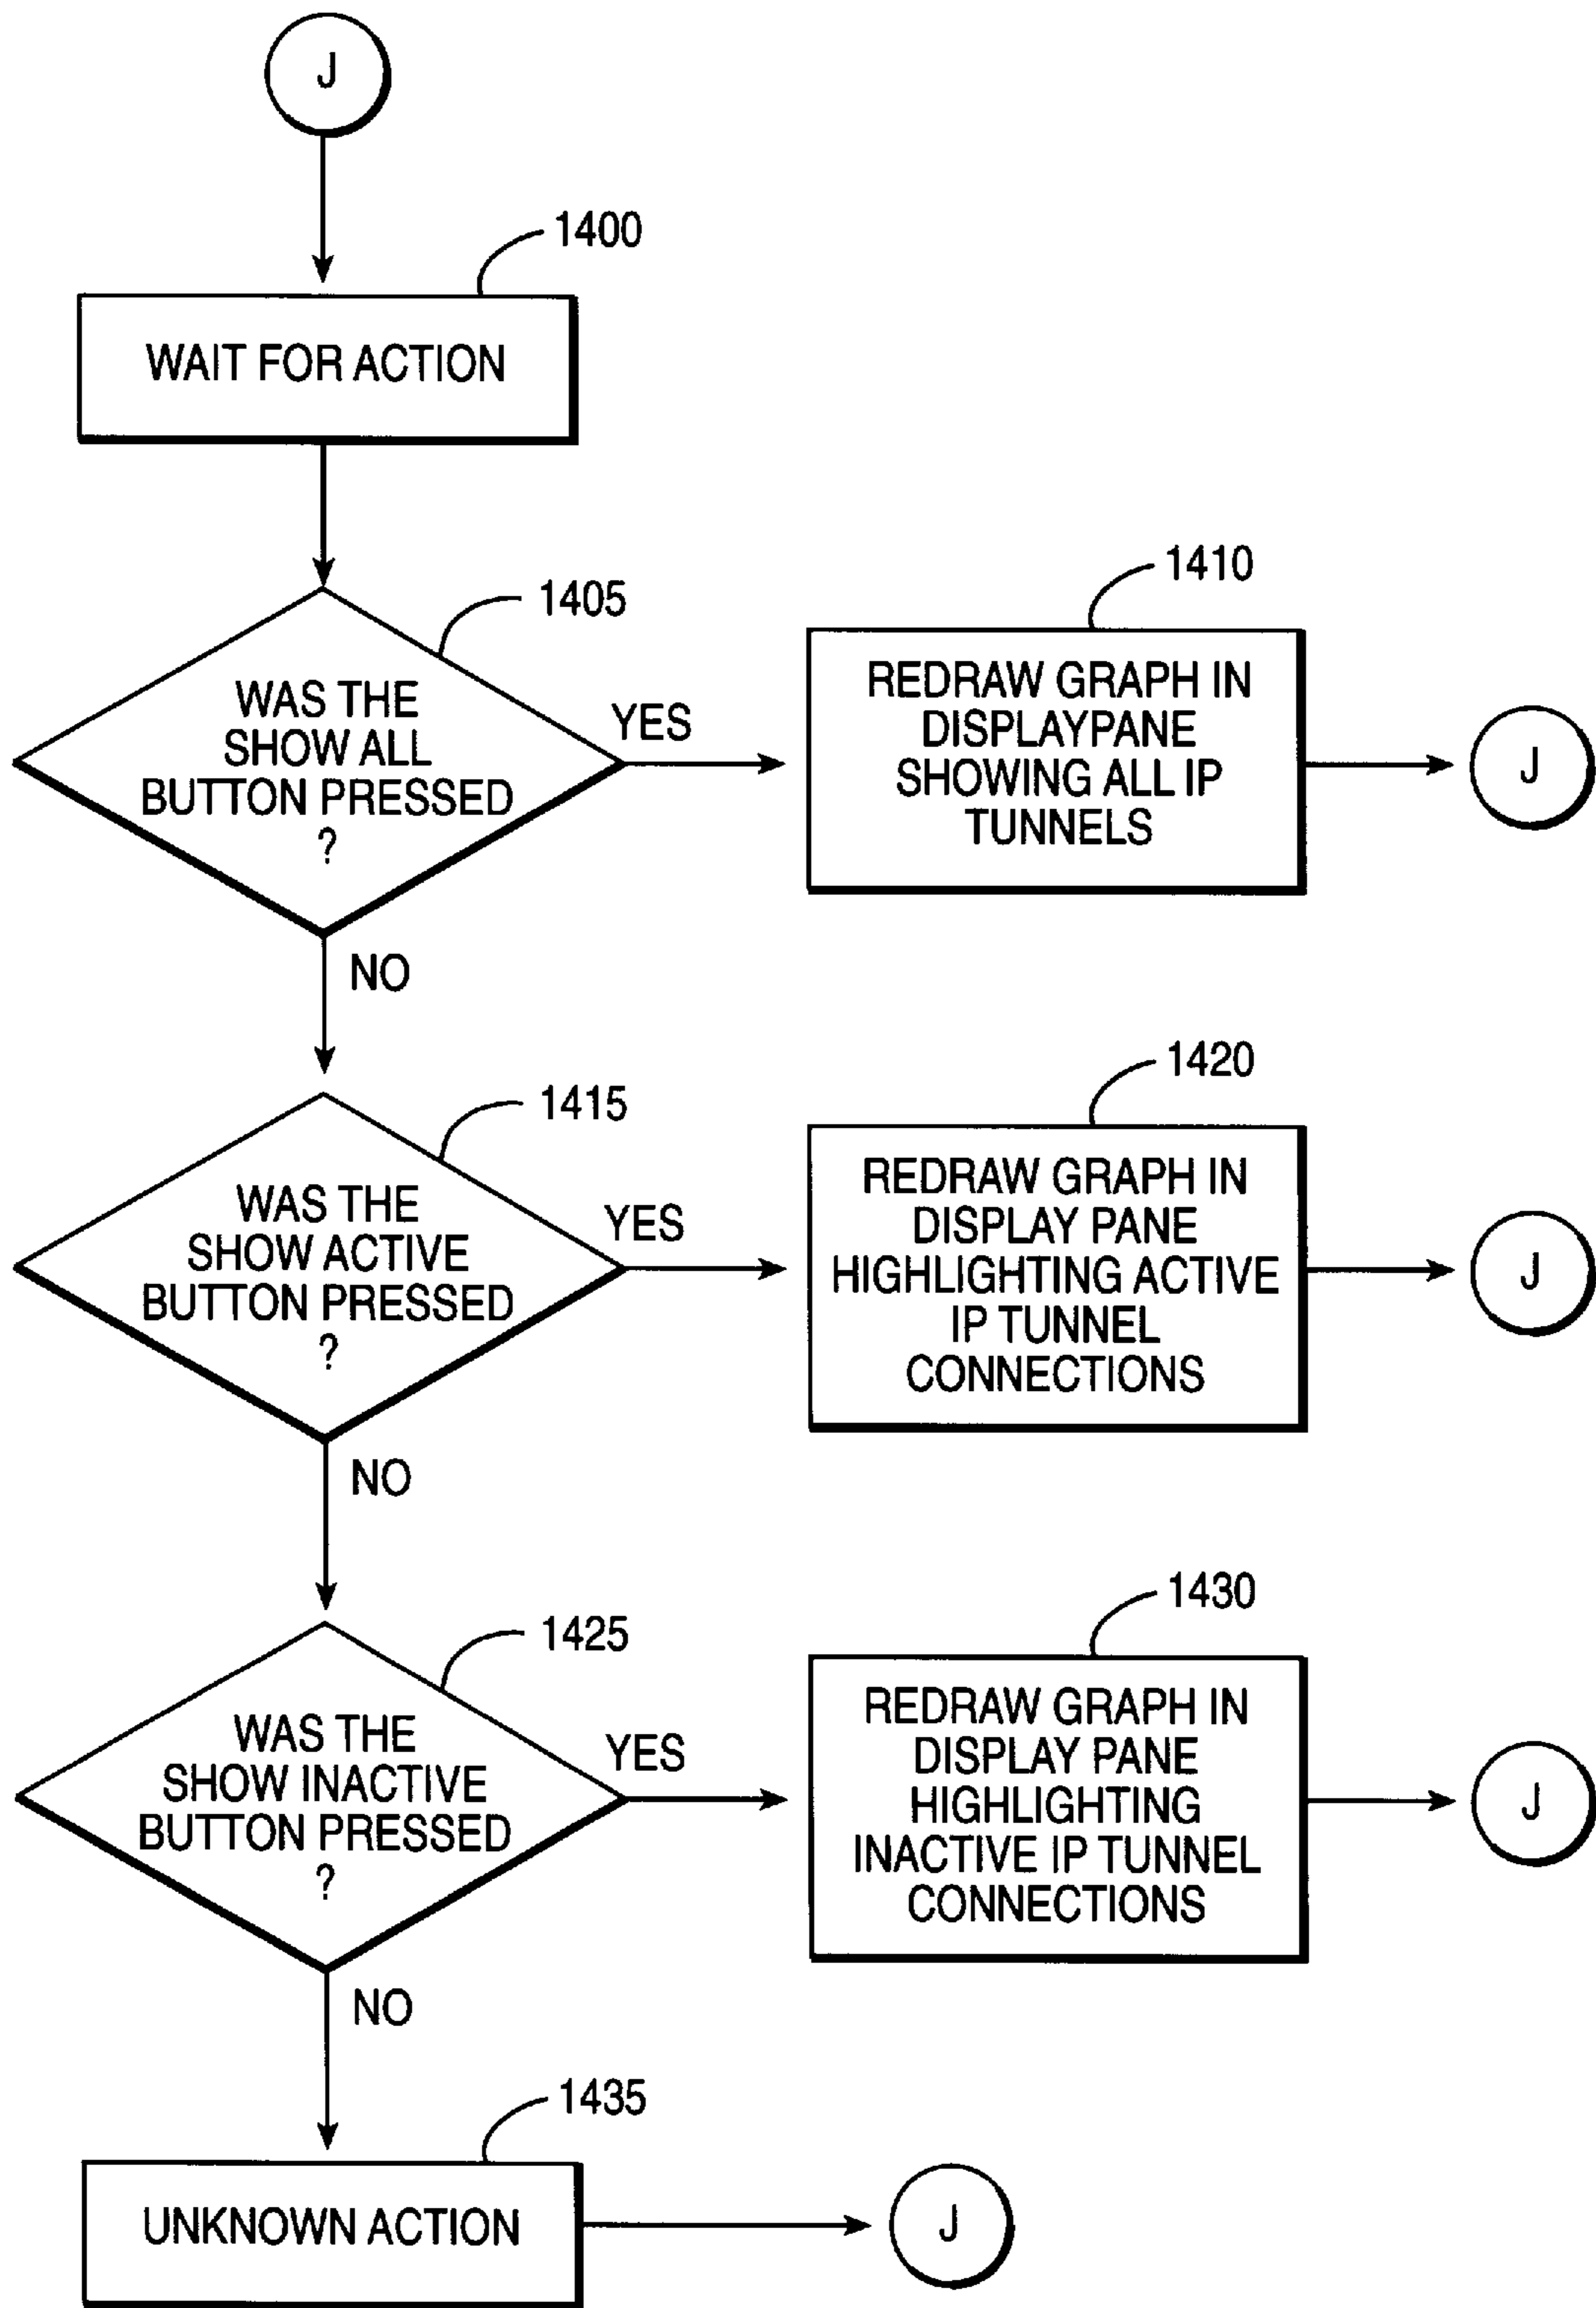 J
1400
WAIT FOR ACTION
1405
WAS THE
SHOW ALL
BUTTON PRESSED
?
YES
1410
REDRAW GRAPH IN
DISPLAYPANE
SHOWING ALL IP
TUNNELS
J
NO
1415
WAS THE
SHOW ACTIVE
BUTTON PRESSED
?
YES
1420
REDRAW GRAPH IN
DISPLAY PANE
HIGHLIGHTING ACTIVE
IP TUNNEL
CONNECTIONS
J
NO
1425
WAS THE
SHOW INACTIVE
BUTTON PRESSED
?
YES
1430
REDRAW GRAPH IN
DISPLAY PANE
HIGHLIGHTING
INACTIVE IP TUNNEL
CONNECTIONS
J
NO
1435
UNKNOWN ACTION
J